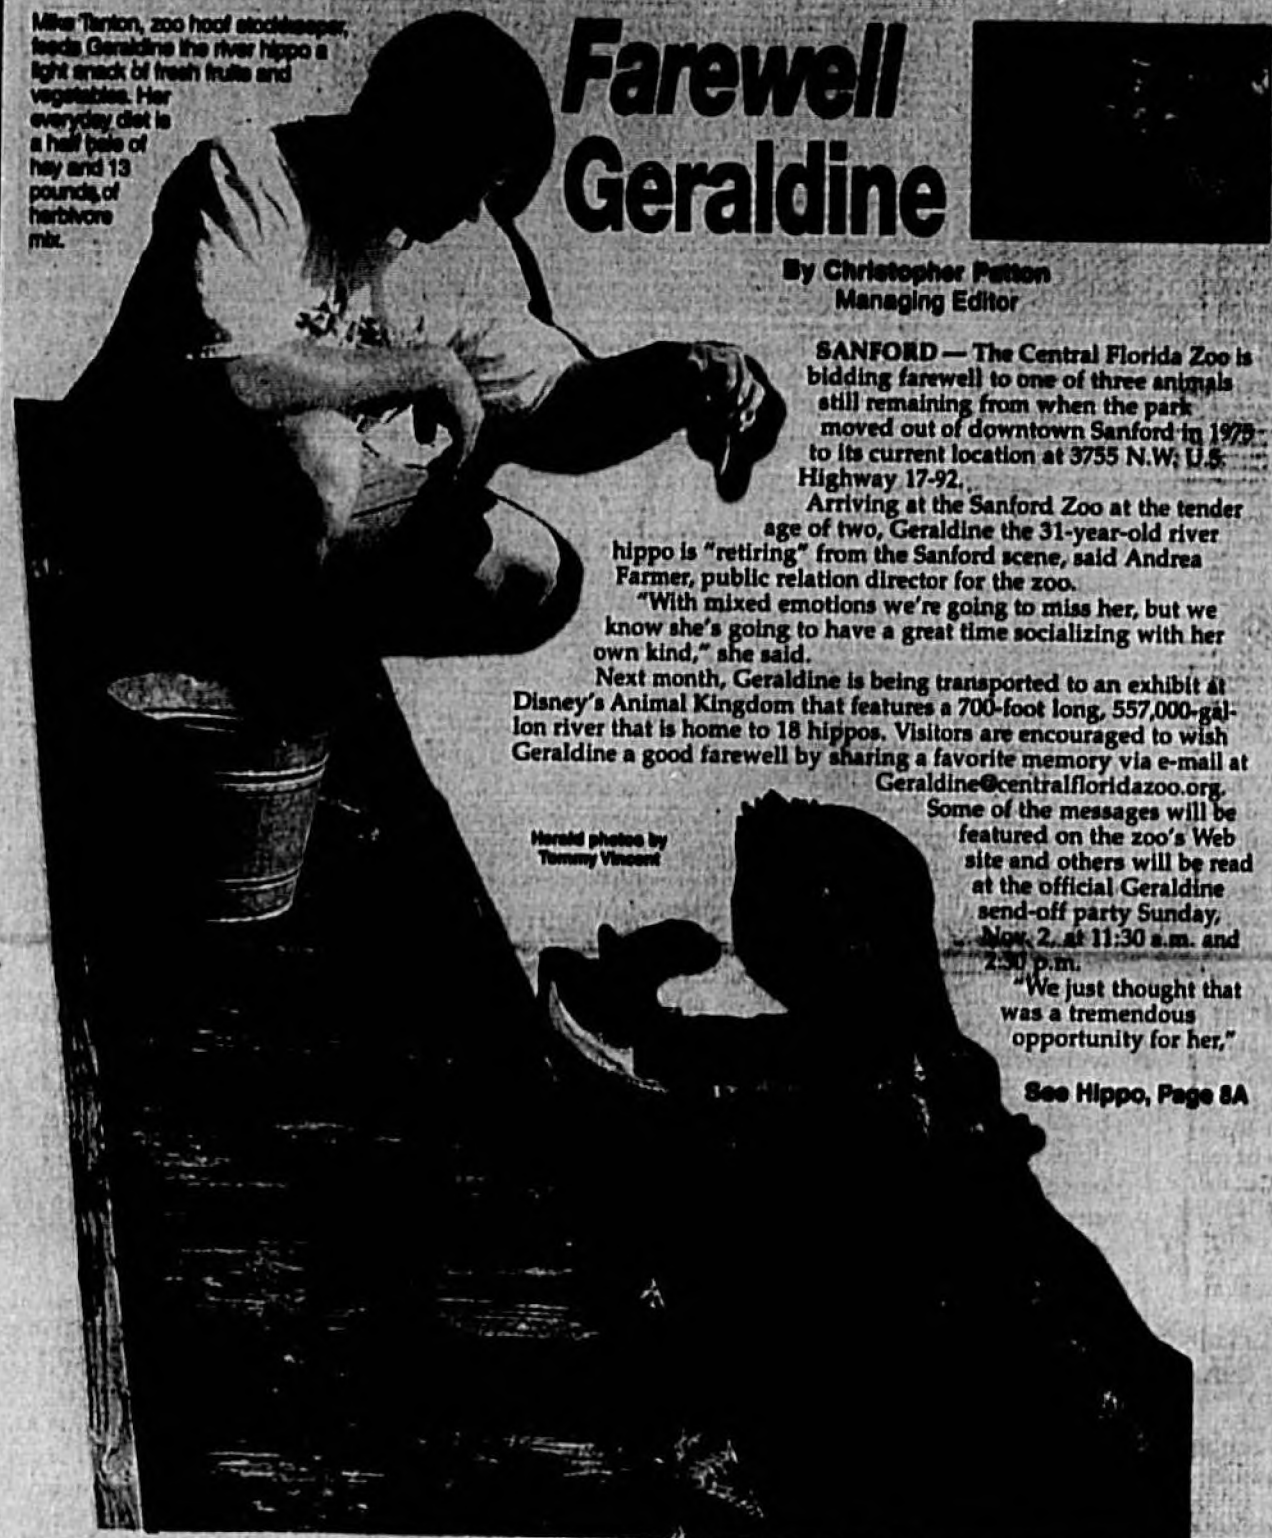 Mike Tanton, zoo hoof stockkeeper,
feeds Geraldine the river hippo a
light snack of fresh fruits and
vegetables. Her
everyday diet is
a half bale of
hay and 13
pounds of
herbivore
mix.
Farewell
Geraldine
By Christopher Patton
Managing Editor
SANFORD — The Central Florida Zoo is
bidding farewell to one of three animals
still remaining from when the park
moved out of downtown Sanford in 1975
to its current location at 3755 N.W. U.S.
Highway 17-92.
Arriving at the Sanford Zoo at the tender
age of two, Geraldine the 31-year-old river
hippo is "retiring" from the Sanford scene, said Andrea
Farmer, public relation director for the zoo.
"With mixed emotions we're going to miss her, but we
know she's going to have a great time socializing with her
own kind," she said.
Next month, Geraldine is being transported to an exhibit at
Disney's Animal Kingdom that features a 700-foot long, 557,000-gal-
lon river that is home to 18 hippos. Visitors are encouraged to wish
Geraldine a good farewell by sharing a favorite memory via e-mail at
Geraldine@centralfloridazoo.org.
Some of the messages will be
featured on the zoo's Web
site and others will be read
at the official Geraldine
send-off party Sunday,
Nov. 2, at 11:30 a.m. and
2:30 p.m.
"We just thought that
was a tremendous
opportunity for her,"
See Hippo, Page 8A
Herald photos by
Tommy Vincent